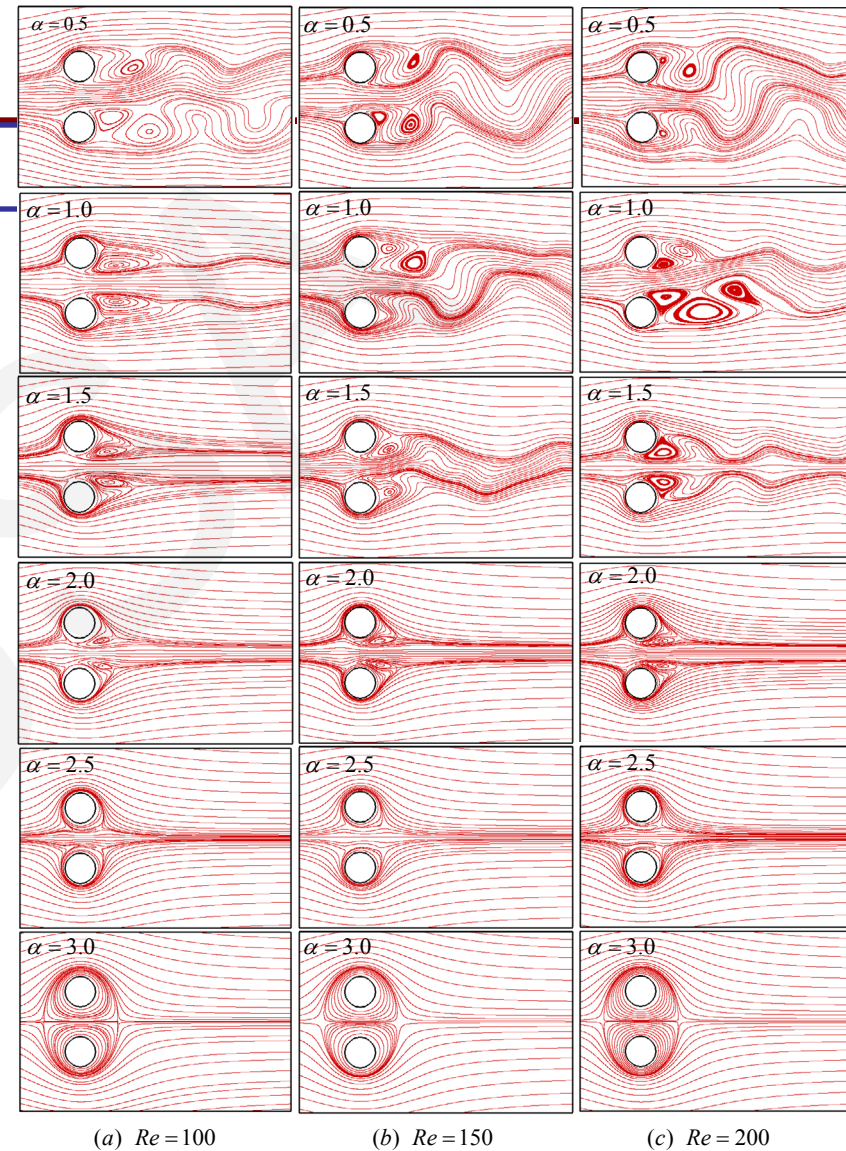 α = 0.5 α = 0.5 α = 0.5
α = 1.0 α = 1.0 α = 1.0
α = 1.5 α = 1.5 α = 1.5
α = 2.0 α = 2.0 α = 2.0
α = 2.5 α = 2.5 α = 2.5
α = 3.0 α = 3.0 α = 3.0
(a) Re = 100 (b) Re = 150 (c) Re = 200